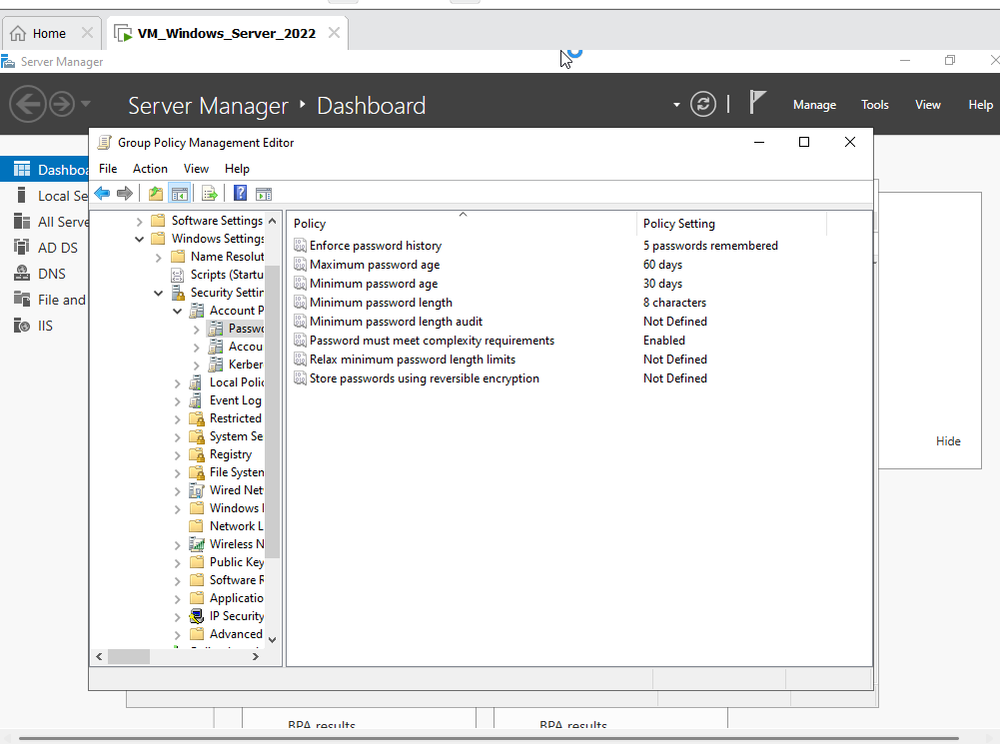 Home
VM_Windows_Server_2022
Server Manager
Server Manager
Dashboard
Manage Tools View Help
Dashboa
Local Se
All Serve
AD DS
DNS
File and
IIS
Group Policy Management Editor
File Action View Help
Software Settings
Windows Settings
Name Resolut
Scripts (Startu
Security Settin
Account P
Passwo
Accou
Kerber
Local Polic
Event Log
Restricted
System Se
Registry
File System
Wired Net
Windows
Network L
Wireless N
Public Key
Software R
Applicatio
IP Security
Advanced
Policy Policy Setting
Enforce password history 5 passwords remembered
Maximum password age 60 days
Minimum password age 30 days
Minimum password length 8 characters
Minimum password length audit Not Defined
Password must meet complexity requirements Enabled
Relax minimum password length limits Not Defined
Store passwords using reversible encryption Not Defined
Hide
BPA results
BPA results